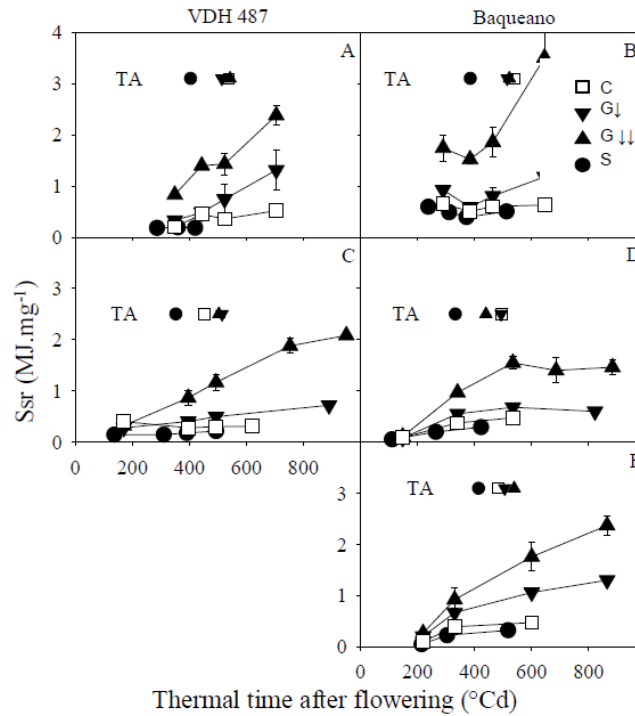 VDH 487 Baqueano
4 A B
TA TA
3 C
G↓
2 G ↓↓
S
1
0
C D
3
TA TA
2
1
0
0 200 400 600 800
3 TA
2
1
0
0 200 400 600 800
Ssr (MJ.mg⁻¹)
Thermal time after flowering (°Cd)